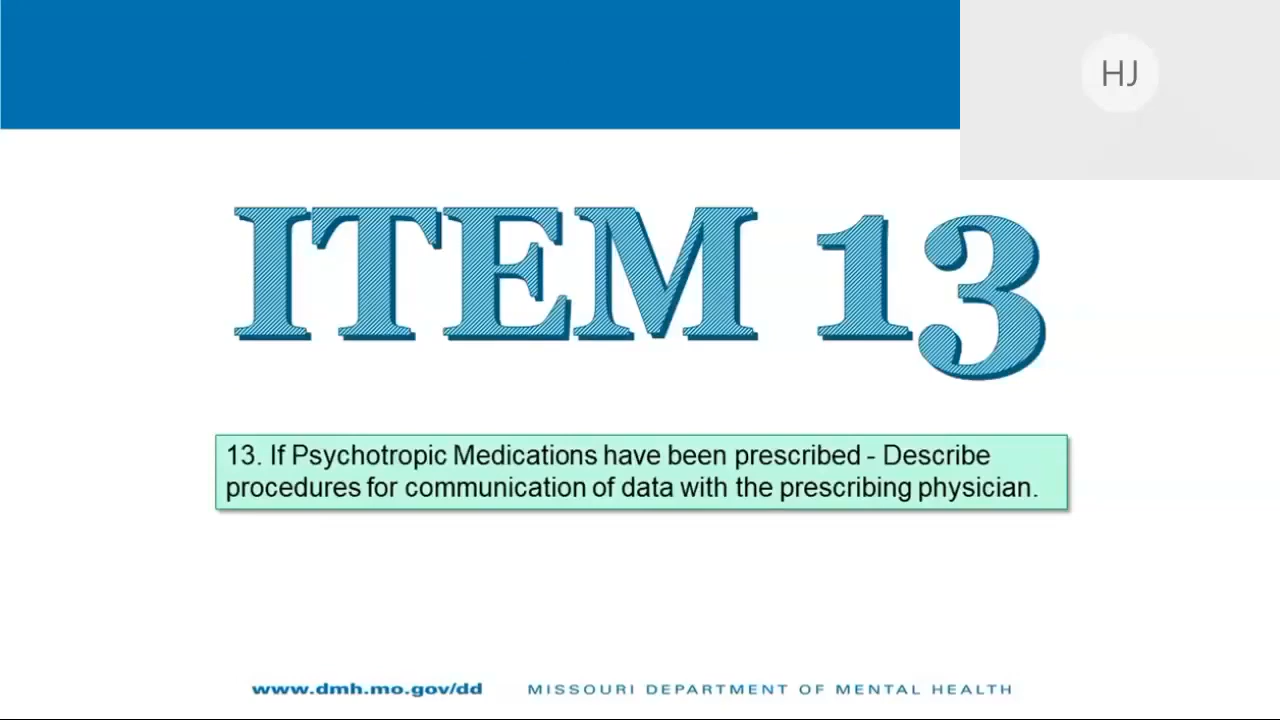 HJ
ITEM 13
13. If Psychotropic Medications have been prescribed - Describe
procedures for communication of data with the prescribing physician.
www.dmh.mo.gov/dd MISSOURI DEPARTMENT OF MENTAL HEALTH